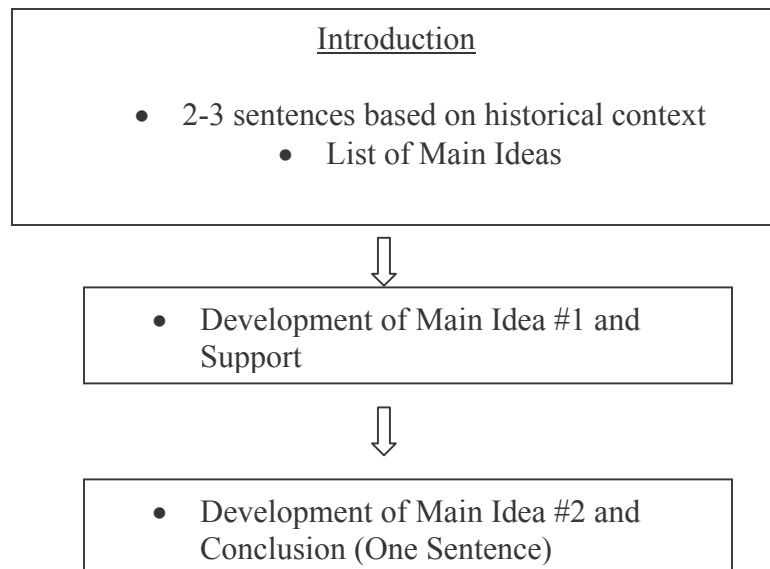 Introduction
• 2-3 sentences based on historical context
• List of Main Ideas
• Development of Main Idea #1 and
Support
• Development of Main Idea #2 and
Conclusion (One Sentence)